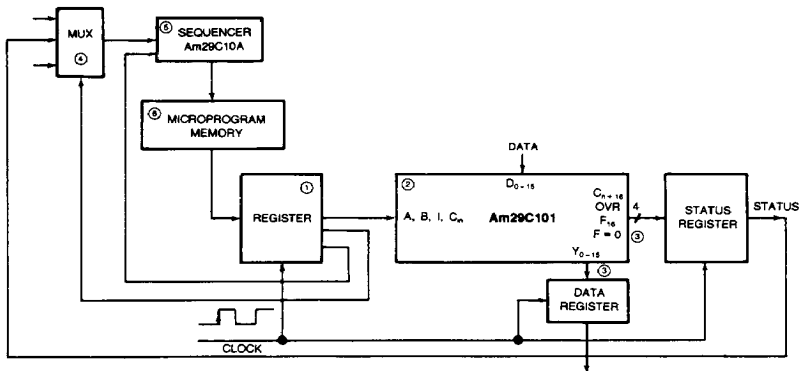 MUX
④
⑤ SEQUENCER
Am29C10A
⑥ MICROPROGRAM
MEMORY
① 
REGISTER
DATA
②
D0-15
A, B, I, Cn
Am29C101
Cn+16
OVR
F16
F = 0
4
③
Y0-15
③
STATUS
REGISTER
STATUS
DATA
REGISTER
CLOCK